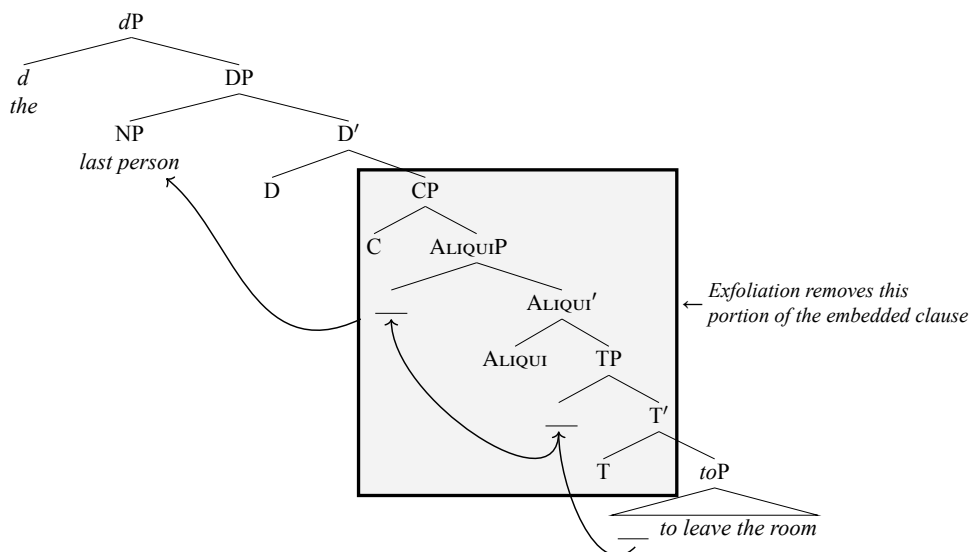 dP
d
the
DP
NP
last person
D′
D
CP
C
ALIQUIP
ALIQUI′
ALIQUI
TP
T′
T
toP
to leave the room
← Exfoliation removes this
portion of the embedded clause